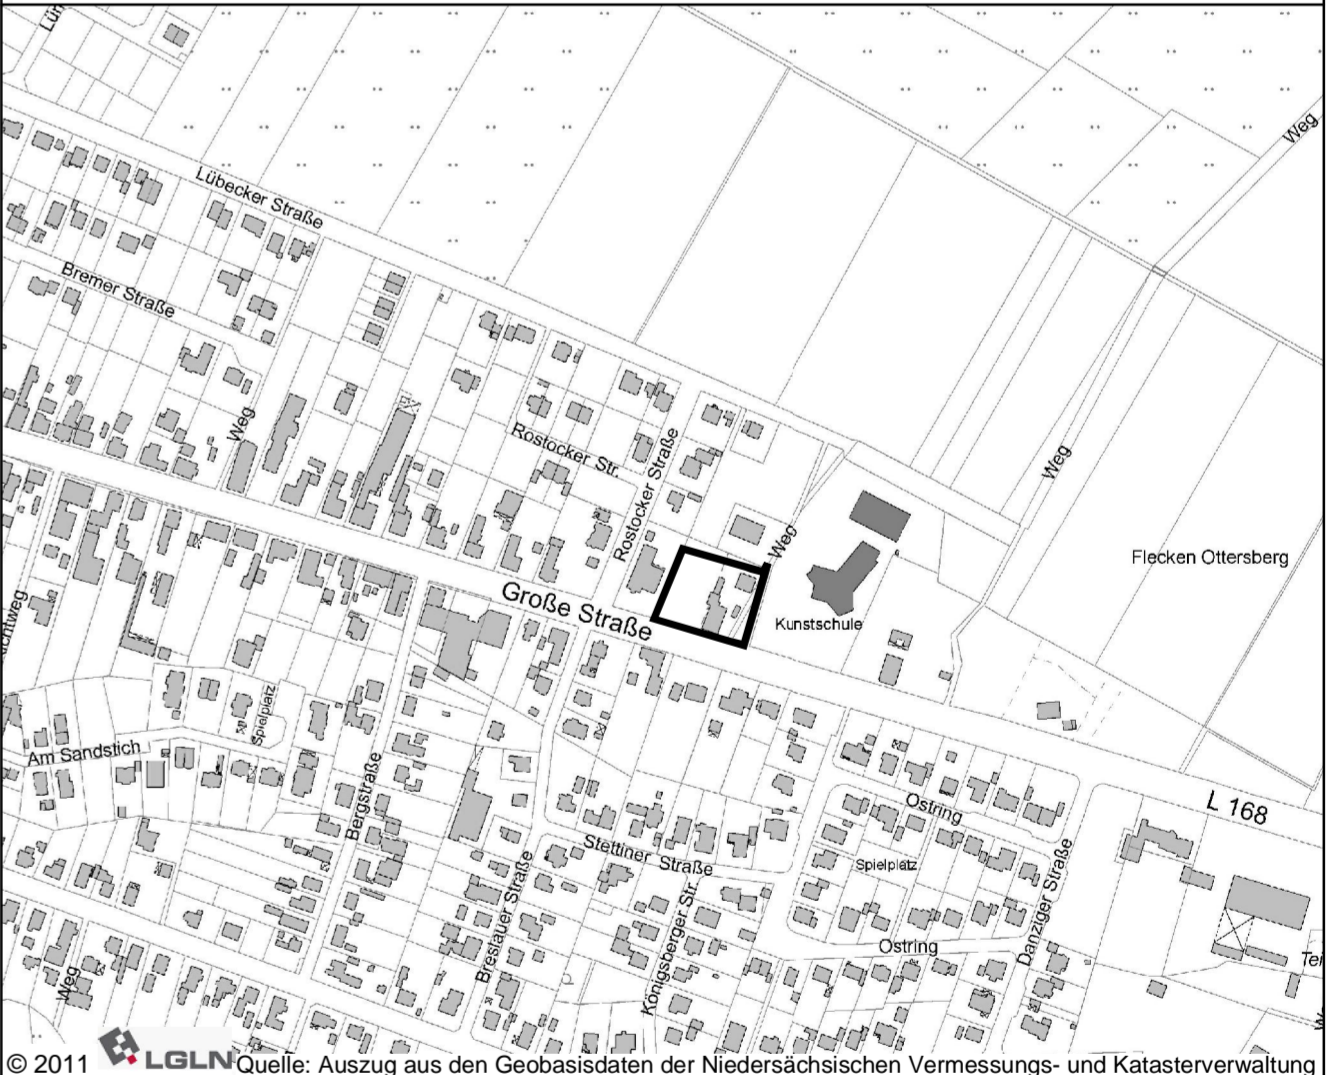 Weg
Lübecker Straße
Bremer Straße
Weg
Rostocker Str.
Rostocker Straße
Weg
Weg
Flecken Ottersberg
Große Straße
Kunstschule
Spielplatz
Am Sandstich
Bergstraße
L 168
Ostring
Stettiner Straße
Spielplatz
Breslauer Straße
Königsberger Str.
Danziger Straße
Ostring
Weg
© 2011 LGLN Quelle: Auszug aus den Geobasisdaten der Niedersächsischen Vermessungs- und Katasterverwaltung